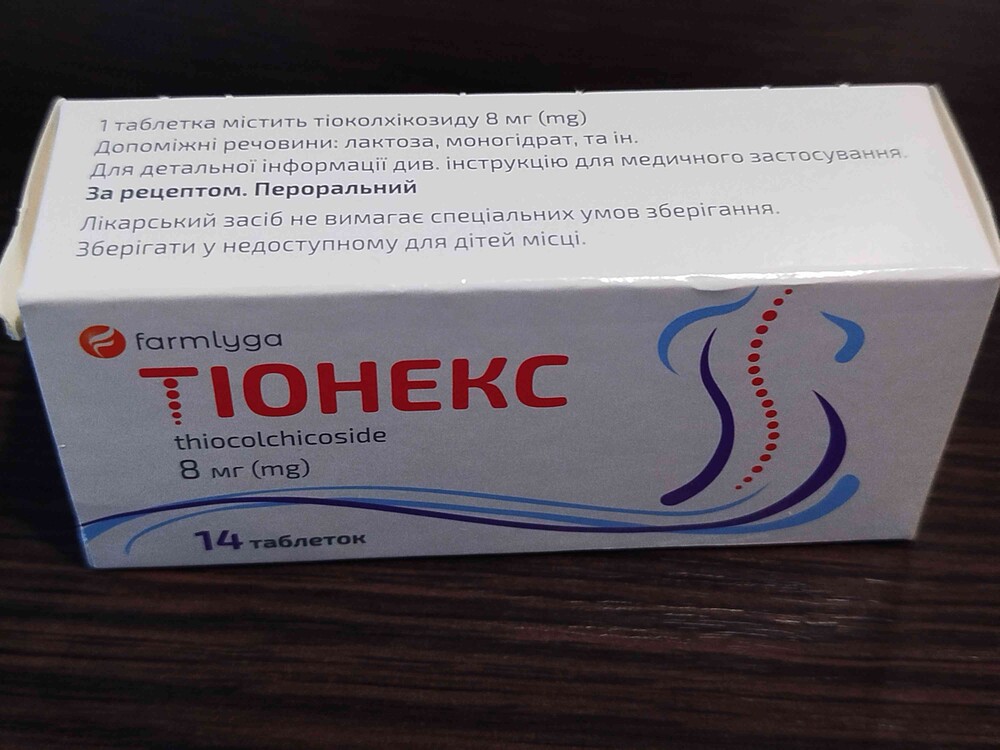 1 таблетка містить тіоколхікозиду 8 мг (mg)
Допоміжні речовини: лактоза, моногідрат, та ін.
Для детальної інформації див. інструкцію для медичного застосування.
За рецептом. Пероральний
Лікарський засіб не вимагає спеціальних умов зберігання.
Зберігати у недоступному для дітей місці.
farmlyga
ТІОНЕКС
thiocolchicoside
8 мг (mg)
14 таблеток